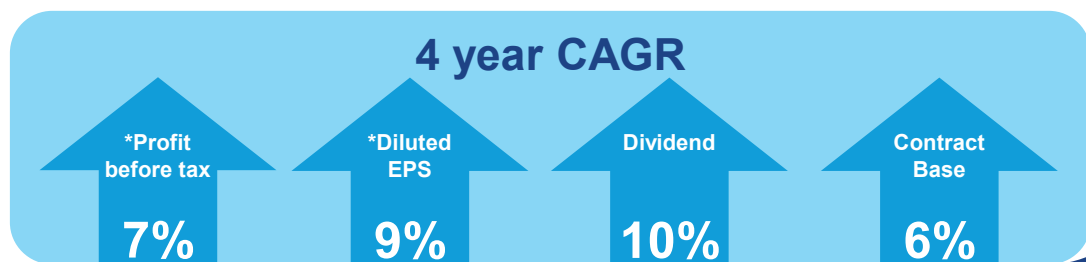 4 year CAGR
*Profit
before tax
7%
*Diluted
EPS
9%
Dividend
10%
Contract
Base
6%